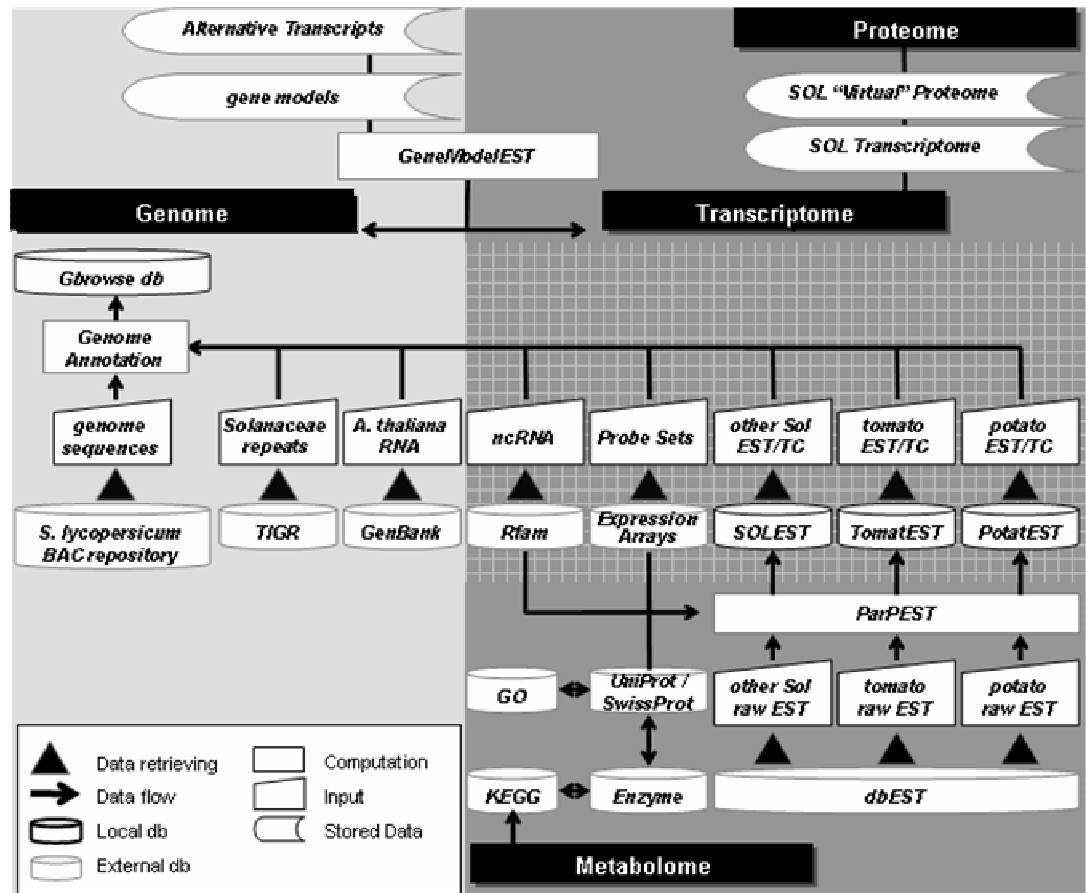 Alternative Transcripts
Proteome
gene models
SOL “Virtual” Proteome
GeneModelEST
SOL Transcriptome
Genome
Transcriptome
Gbrowse db
Genome
Annotation
genome
sequences
Solanaceae
repeats
A. thaliana
RNA
ncRNA
Probe Sets
other Sol
EST/TC
tomato
EST/TC
potato
EST/TC
S. lycopersicum
BAC repository
TIGR
GenBank
Rfam
Expression
Arrays
SOLEST
TomatEST
PotatEST
ParPEST
GO
UniProt /
SwissProt
other Sol
raw EST
tomato
raw EST
potato
raw EST
KEGG
Enzyme
dbEST
Metabolome
Data retrieving
Computation
Data flow
Input
Local db
Stored Data
External db